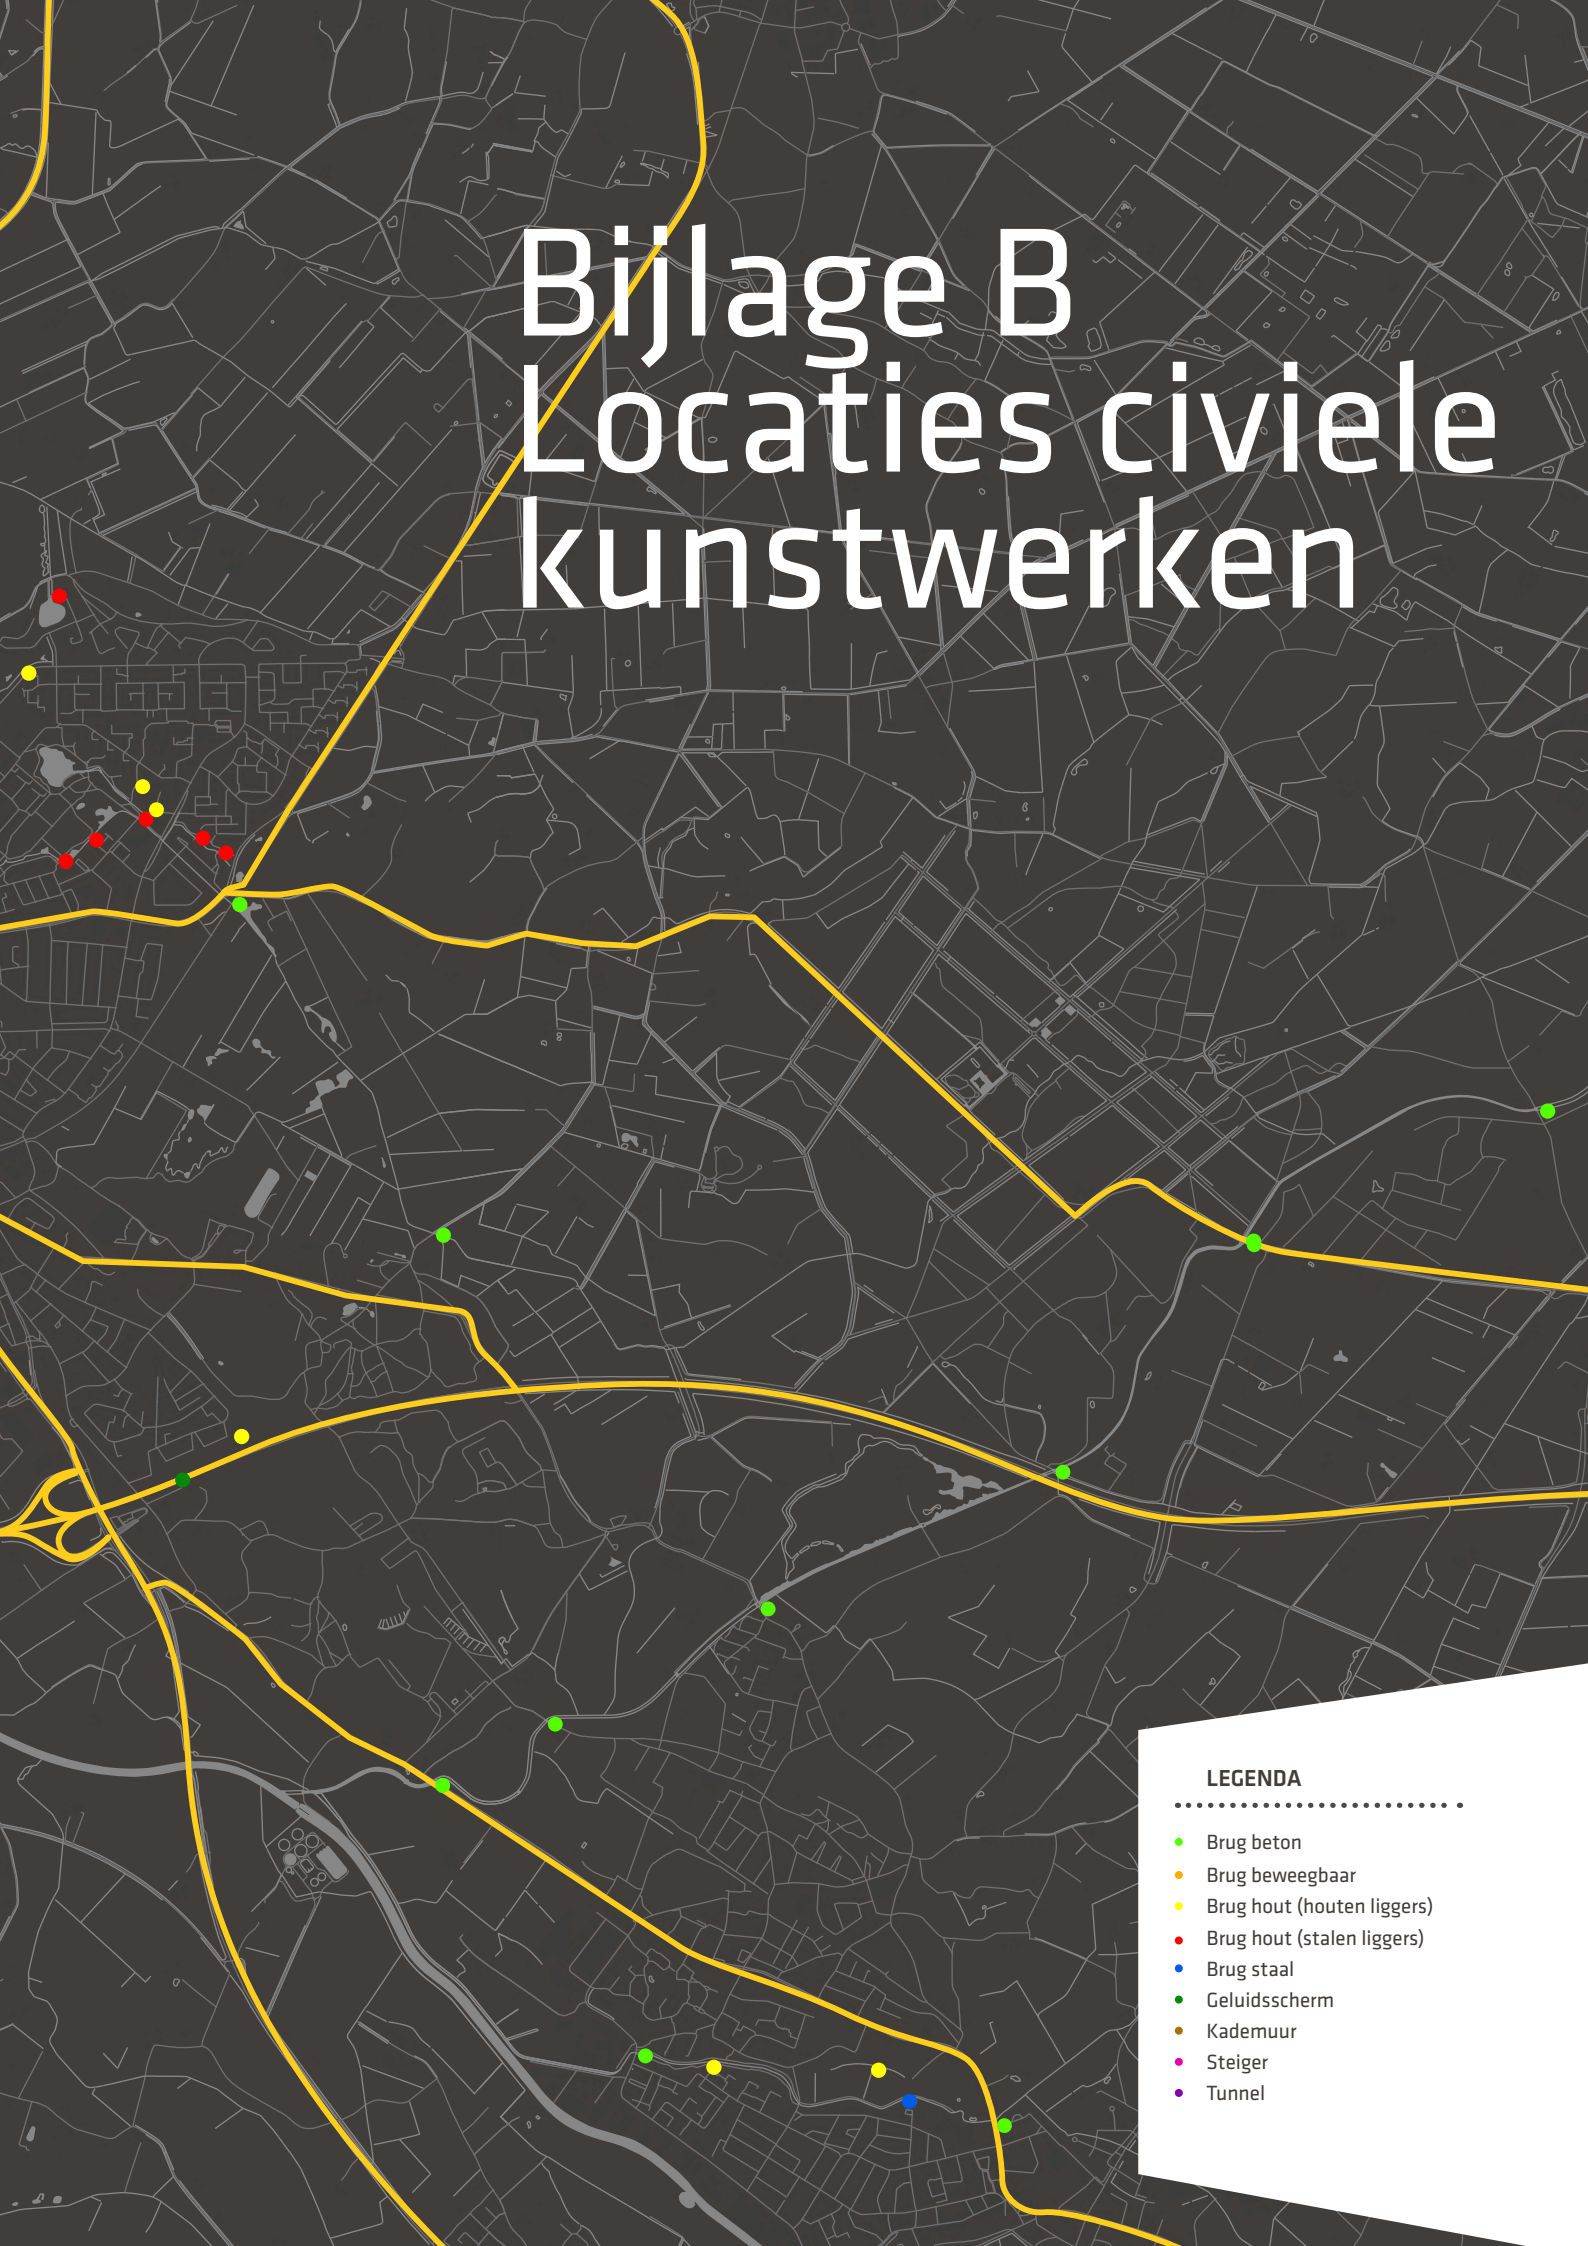 Bijlage B
Locaties civiele
kunstwerken
LEGENDA
Brug beton
Brug beweegbaar
Brug hout (houten liggers)
Brug hout (stalen liggers)
Brug staal
Geluidsscherm
Kademuur
Steiger
Tunnel